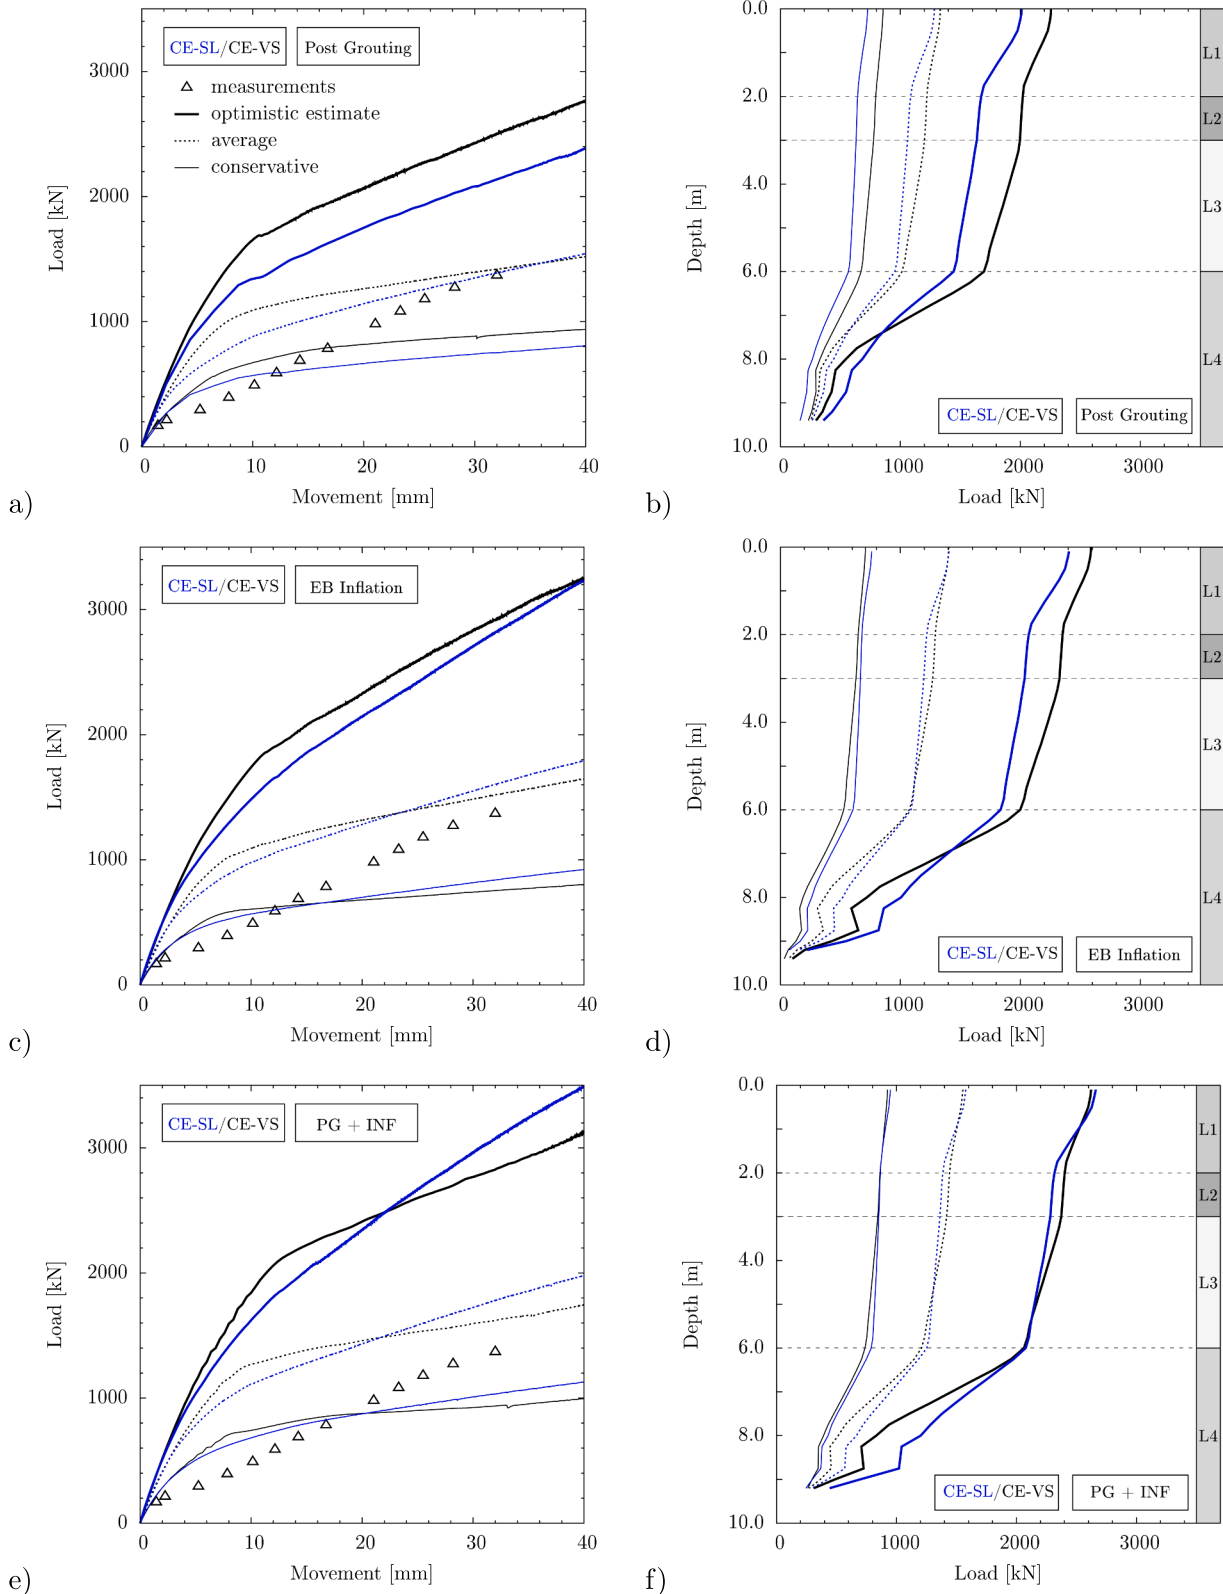 CE-SL/CE-VS Post Grouting
measurements
optimistic estimate
average
conservative
3000
2000
1000
0
Load [kN]
0 10 20 30 40
Movement [mm]
a)
0.0
2.0
4.0
6.0
8.0
10.0
Depth [m]
L1
L2
L3
L4
CE-SL/CE-VS Post Grouting
0 1000 2000 3000
Load [kN]
b)
CE-SL/CE-VS EB Inflation
3000
2000
1000
0
Load [kN]
0 10 20 30 40
Movement [mm]
c)
0.0
2.0
4.0
6.0
8.0
10.0
Depth [m]
L1
L2
L3
L4
CE-SL/CE-VS EB Inflation
0 1000 2000 3000
Load [kN]
d)
CE-SL/CE-VS PG + INF
3000
2000
1000
0
Load [kN]
0 10 20 30 40
Movement [mm]
e)
0.0
2.0
4.0
6.0
8.0
10.0
Depth [m]
L1
L2
L3
L4
CE-SL/CE-VS PG + INF
0 1000 2000 3000
Load [kN]
f)